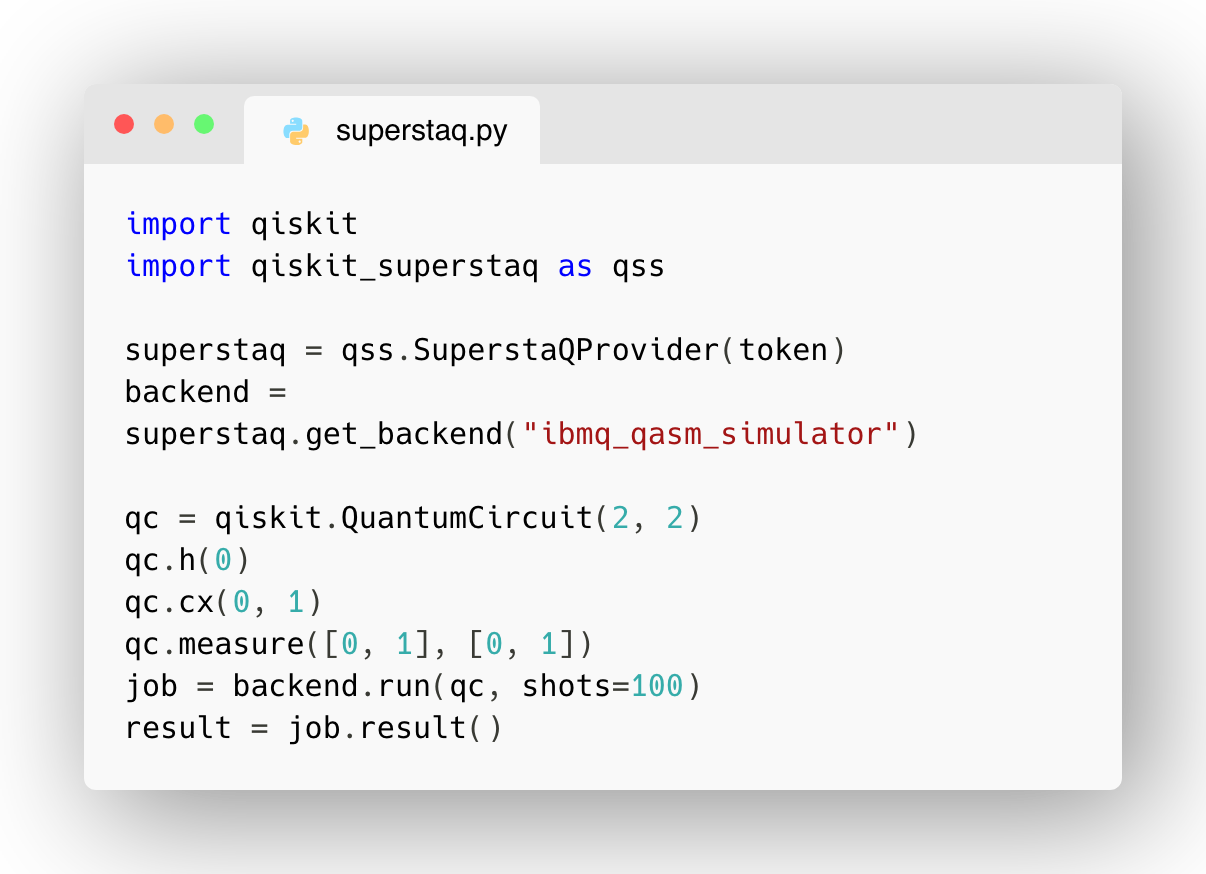 superstaq.py
import qiskit
import qiskit_superstaq as qss
superstaq = qss.SuperstaQProvider(token)
backend =
superstaq.get_backend("ibmq_qasm_simulator")
qc = qiskit.QuantumCircuit(2, 2)
qc.h(0)
qc.cx(0, 1)
qc.measure([0, 1], [0, 1])
job = backend.run(qc, shots=100)
result = job.result()